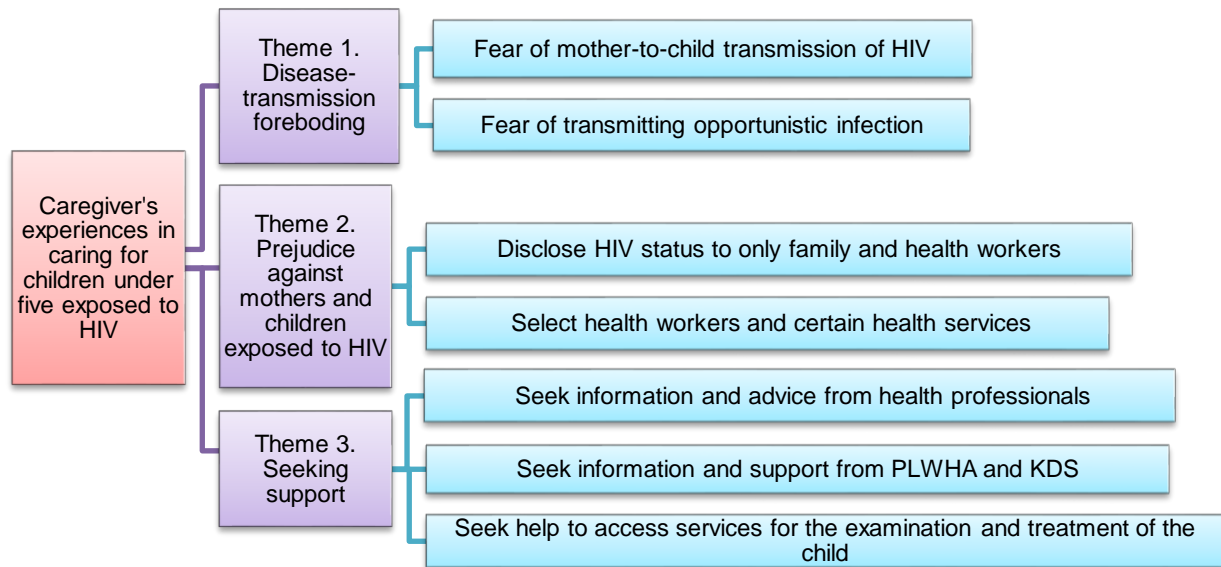 Theme 1.
Disease-
transmission
foreboding
Fear of mother-to-child transmission of HIV
Fear of transmitting opportunistic infection
Caregiver's
experiences in
caring for
children under
five exposed to
HIV
Theme 2.
Prejudice
against
mothers and
children
exposed to HIV
Disclose HIV status to only family and health workers
Select health workers and certain health services
Theme 3.
Seeking
support
Seek information and advice from health professionals
Seek information and support from PLWHA and KDS
Seek help to access services for the examination and treatment of the
child